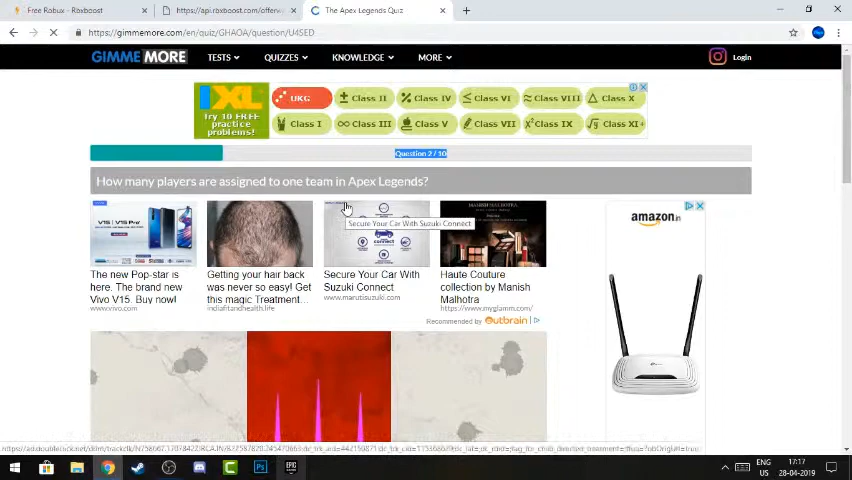 Free Robux - Rbxboost
https://api.rbxboost.com/offerw
The Apex Legends Quiz
https://gimmemore.com/en/quiz/GHAOA/question/U4SED
GIMME MORE
TESTS
QUIZZES
KNOWLEDGE
MORE
Login
IXL
Try 10 FREE
practice
problems!
UKG
Class II
Class IV
Class VI
Class VIII
Class X
Class I
Class III
Class V
Class VII
Class IX
Class XI+
Question 2 / 10
How many players are assigned to one team in Apex Legends?
Secure Your Car With Suzuki Connect
The new Pop-star is
here. The brand new
Vivo V15. Buy now!
www.vivo.com
Getting your hair back
was never so easy! Get
this magic Treatment...
indiafitandhealth.life
Secure Your Car With
Suzuki Connect
www.marutisuzuki.com
Haute Couture
collection by Manish
Malhotra
https://www.myglamm.com/
Recommended by Outbrain
amazon.in
ENG
US
17:17
28-04-2019